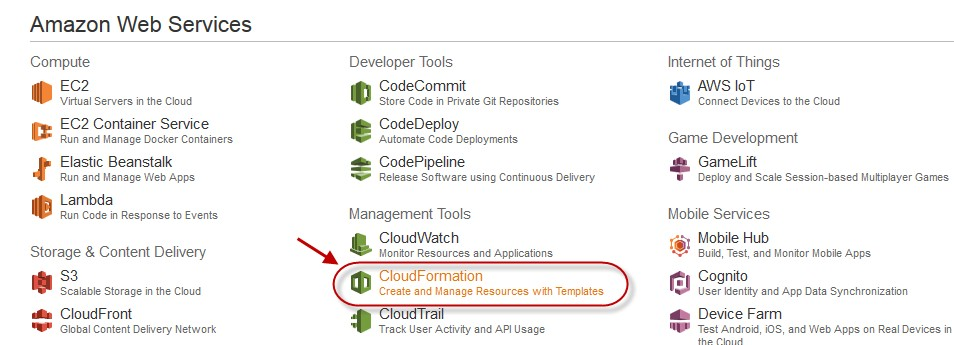 Amazon Web Services
Compute
EC2
Virtual Servers in the Cloud
EC2 Container Service
Run and Manage Docker Containers
Elastic Beanstalk
Run and Manage Web Apps
Lambda
Run Code in Response to Events
Storage & Content Delivery
S3
Scalable Storage in the Cloud
CloudFront
Global Content Delivery Network
Developer Tools
CodeCommit
Store Code in Private Git Repositories
CodeDeploy
Automate Code Deployments
CodePipeline
Release Software using Continuous Delivery
Management Tools
CloudWatch
Monitor Resources and Applications
CloudFormation
Create and Manage Resources with Templates
CloudTrail
Track User Activity and API Usage
Internet of Things
AWS IoT
Connect Devices to the Cloud
Game Development
GameLift
Deploy and Scale Session-based Multiplayer Games
Mobile Services
Mobile Hub
Build, Test, and Monitor Mobile Apps
Cognito
User Identity and App Data Synchronization
Device Farm
Test Android, iOS, and Web Apps on Real Devices in
the Cloud